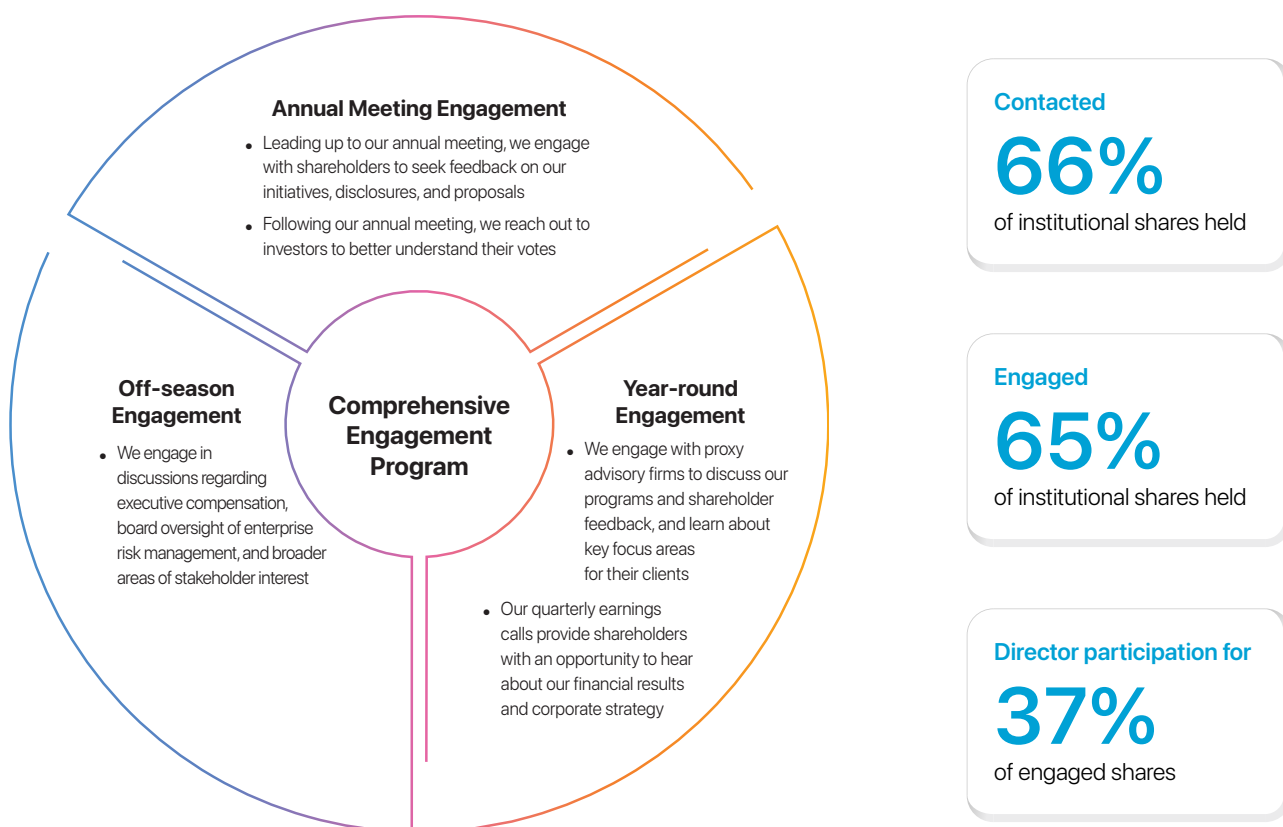 Annual Meeting Engagement
• Leading up to our annual meeting, we engage
with shareholders to seek feedback on our
initiatives, disclosures, and proposals
• Following our annual meeting, we reach out to
investors to better understand their votes
Off-season
Engagement
• We engage in
discussions regarding
executive compensation,
board oversight of enterprise
risk management, and broader
areas of stakeholder interest
Comprehensive
Engagement
Program
Year-round
Engagement
• We engage with proxy
advisory firms to discuss our
programs and shareholder
feedback, and learn about
key focus areas
for their clients
• Our quarterly earnings
calls provide shareholders
with an opportunity to hear
about our financial results
and corporate strategy
Contacted
66%
of institutional shares held
Engaged
65%
of institutional shares held
Director participation for
37%
of engaged shares